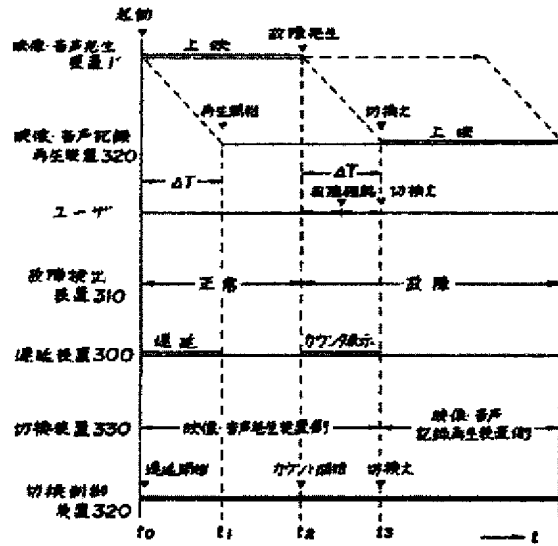 起動
映像・音声発生 上映 故障発生
装置1'
再生開始 切換え
映像・音声記録 上映
再生装置320
ΔT ΔT
切換え
ユーザ
故障検出 正常 故障
装置310
遅延 カウンタ表示
遅延装置300
切換装置330 映像・音声発生装置側 映像・音声
記録再生装置側
遅延開始 カウント開始 切換え
切換制御
装置320
t0 t1 t2 t3 t